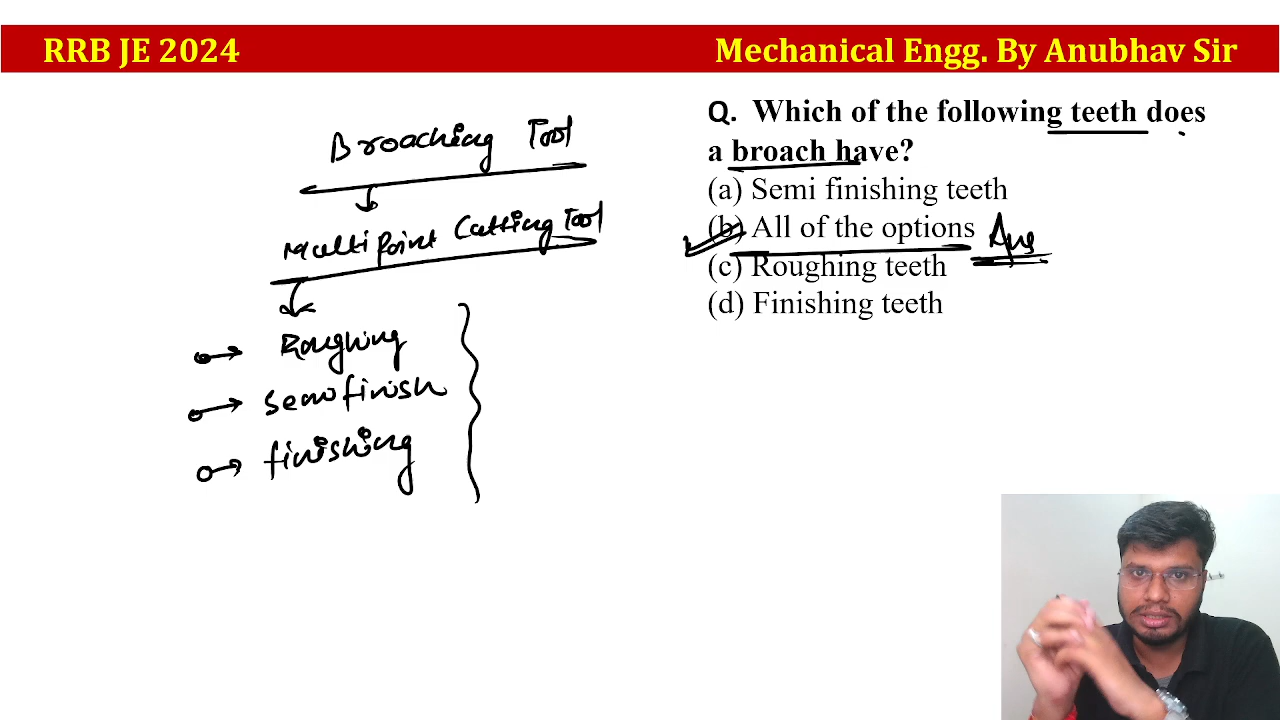 RRB JE 2024
Mechanical Engg. By Anubhav Sir
Broaching Tool
Multi Point Cutting Tool
Roughing
Semi finish
finishing
Q. Which of the following teeth does
a broach have?
(a) Semi finishing teeth
(b) All of the options Ans
(c) Roughing teeth
(d) Finishing teeth